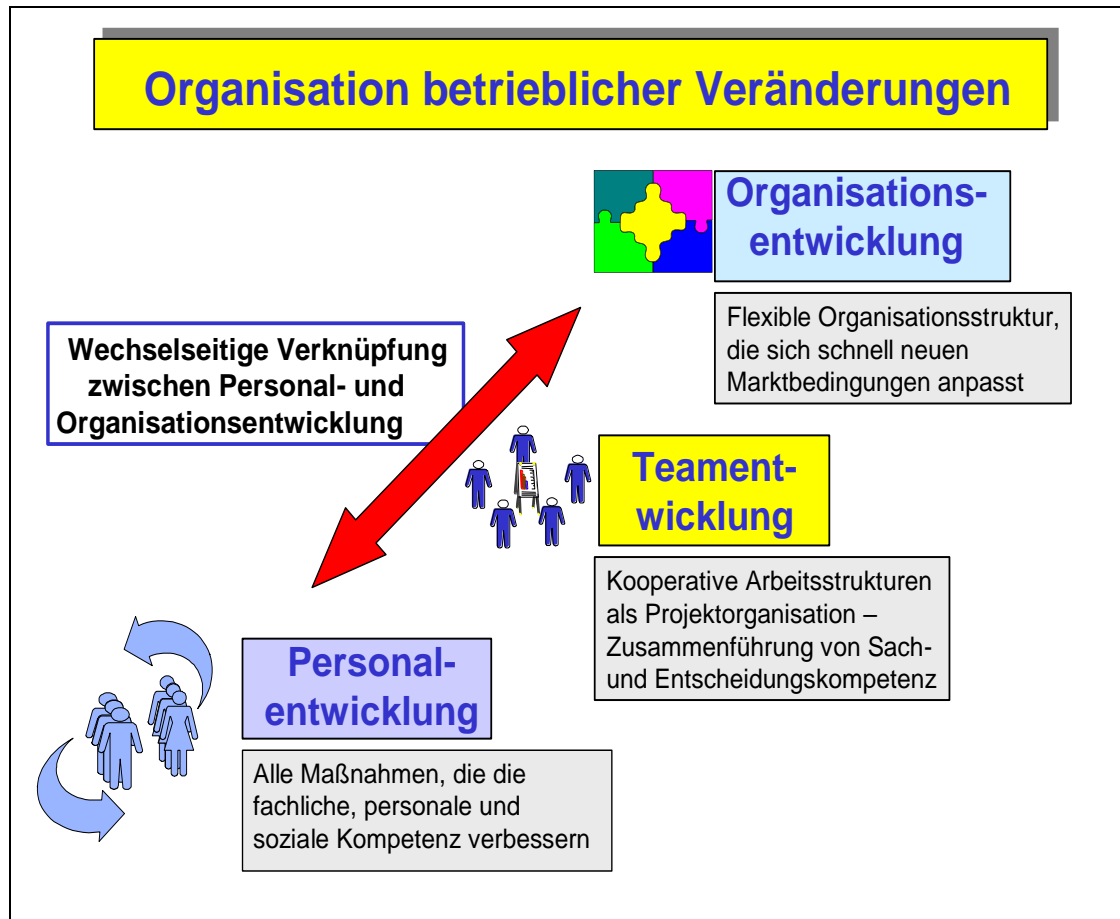 Organisation betrieblicher Veränderungen
Organisations-
entwicklung
Flexible Organisationsstruktur,
die sich schnell neuen
Marktbedingungen anpasst
Wechselseitige Verknüpfung
zwischen Personal- und
Organisationsentwicklung
Teament-
wicklung
Kooperative Arbeitsstrukturen
als Projektorganisation –
Zusammenführung von Sach-
und Entscheidungskompetenz
Personal-
entwicklung
Alle Maßnahmen, die die
fachliche, personale und
soziale Kompetenz verbessern